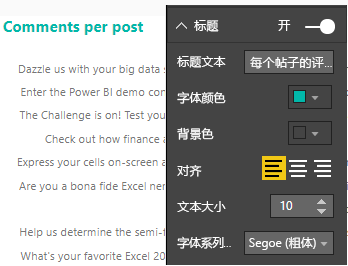 Comments per post
Dazzle us with your big data s
Enter the Power BI demo con
The Challenge is on! Test you
Check out how finance a
Express your cells on-screen a
Are you a bona fide Excel ner
Help us determine the semi-f
What's your favorite Excel 20
标题 开
标题文本 每个帖子的评...
字体颜色
背景色
对齐
文本大小 10
字体系列... Segoe (粗体)